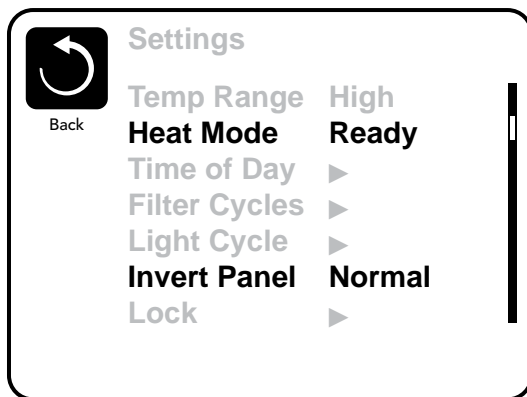 Settings
Back
Temp Range High
Heat Mode Ready
Time of Day ▶
Filter Cycles ▶
Light Cycle ▶
Invert Panel Normal
Lock ▶